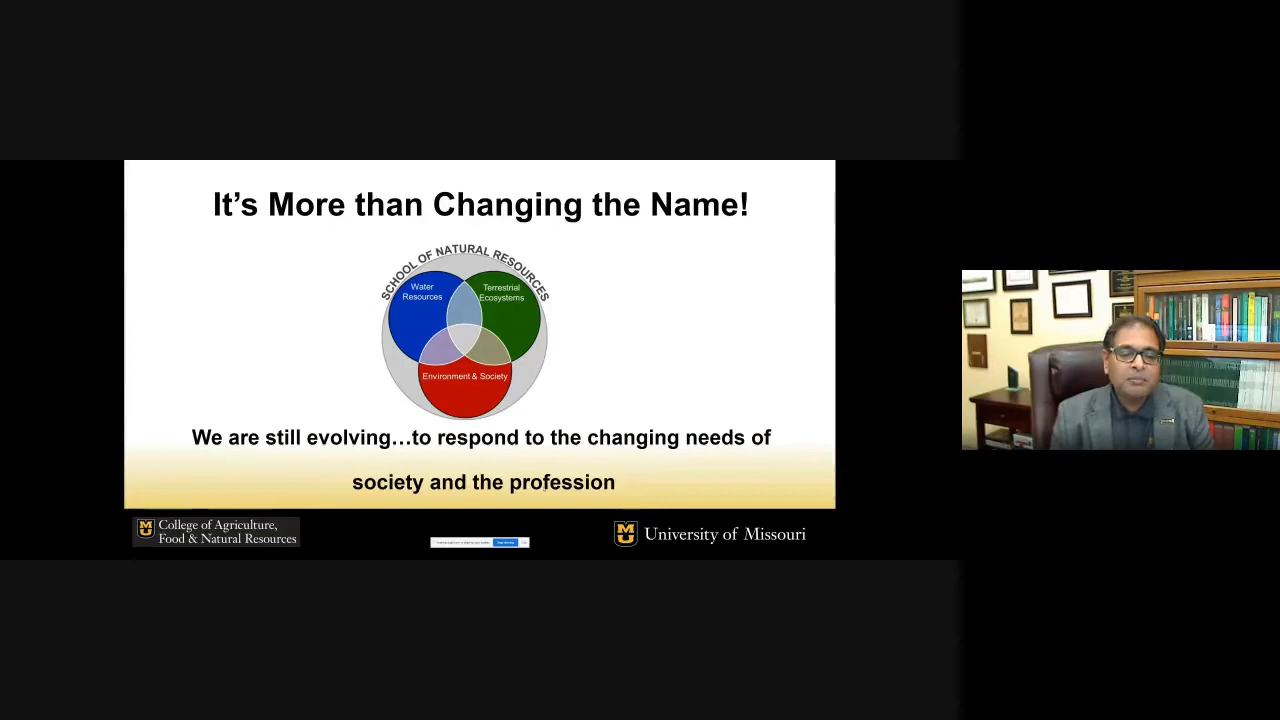 It’s More than Changing the Name!
SCHOOL OF NATURAL RESOURCES
Water
Resources
Terrestrial
Ecosystems
Environment & Society
We are still evolving…to respond to the changing needs of
society and the profession
College of Agriculture,
Food & Natural Resources
University of Missouri